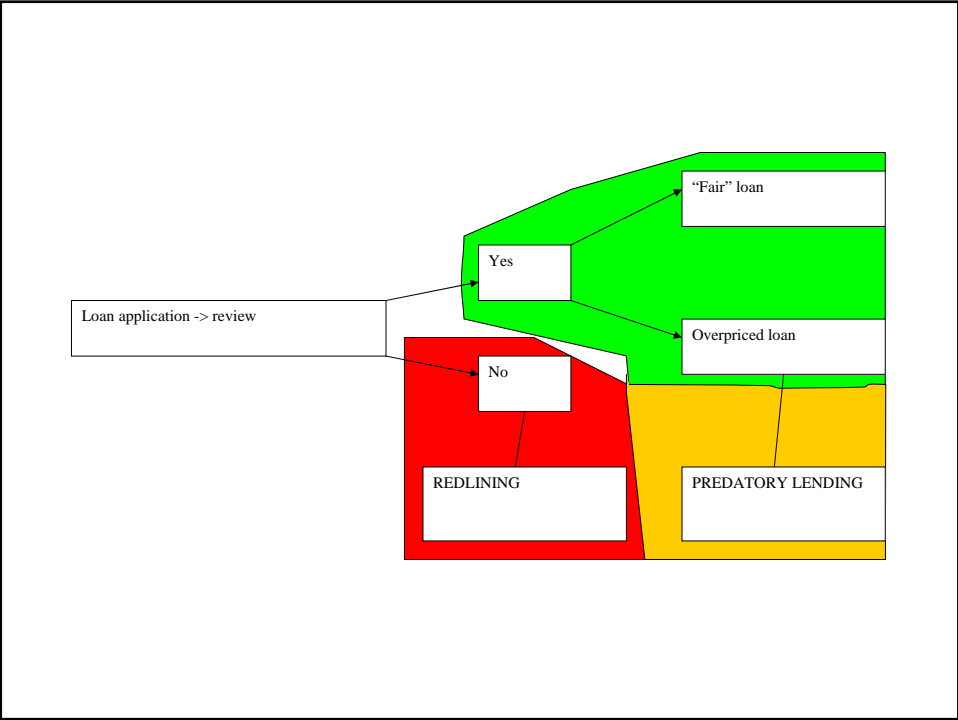 “Fair” loan
Yes
Loan application -> review
Overpriced loan
No
REDLINING
PREDATORY LENDING